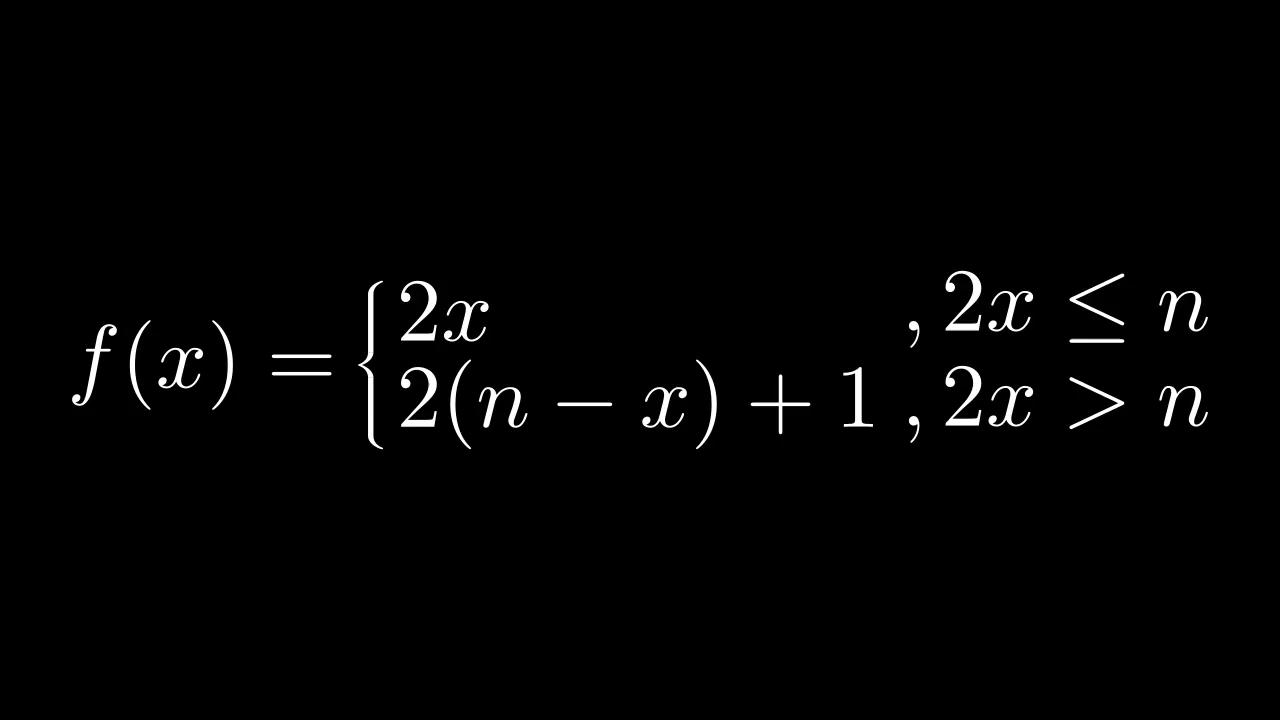 f(x) = { 2x , 2x ≤ n
2(n − x) + 1 , 2x > n